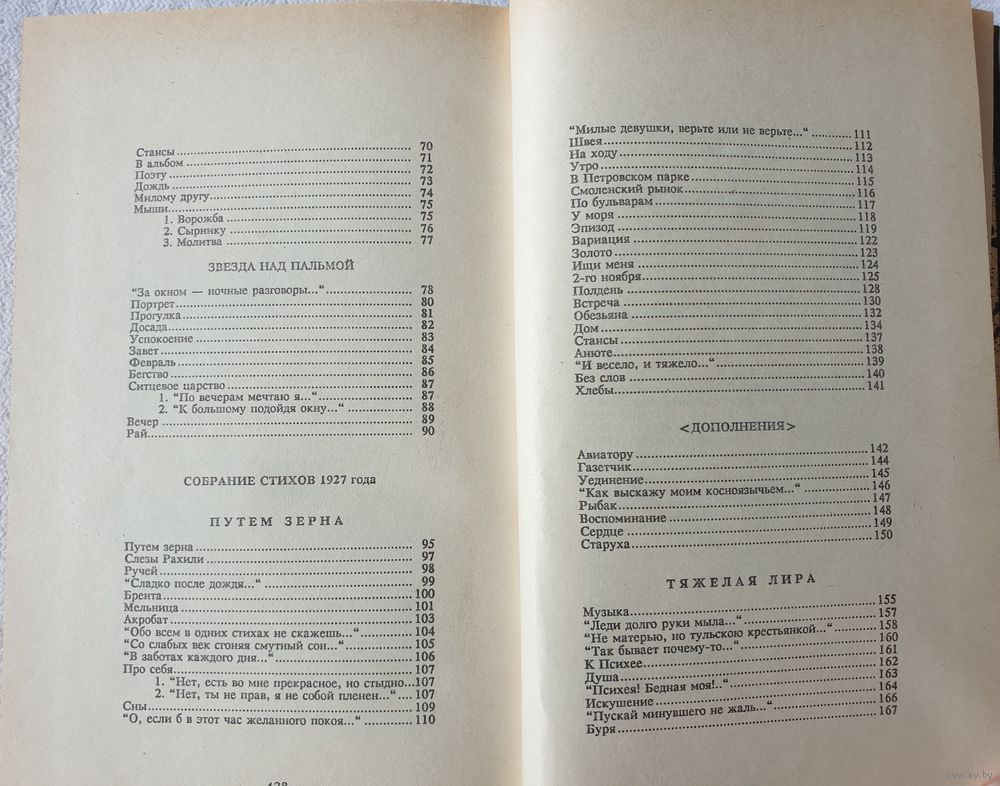 Стансы ... 70
В альбом ... 71
Поэту ... 72
Дождь ... 73
Милому другу ... 74
Мыши ... 75
1. Ворожба ... 75
2. Сырнику ... 76
3. Молитва ... 77
ЗВЕЗДА НАД ПАЛЬМОЙ
"За окном — ночные разговоры..." ... 78
Портрет ... 80
Прогулка ... 81
Досада ... 82
Успокоение ... 83
Завет ... 84
Февраль ... 85
Бегство ... 86
Ситцевое царство ... 87
1. "По вечерам мечтаю я..." ... 87
2. "К большому подойдя окну..." ... 88
Вечер ... 89
Рай ... 90
СОБРАНИЕ СТИХОВ 1927 года
ПУТЕМ ЗЕРНА
Путем зерна ... 95
Слезы Рахили ... 97
Ручей ... 98
"Сладко после дождя..." ... 99
Брента ... 100
Мельница ... 101
Акробат ... 103
"Обо всем в одних стихах не скажешь..." ... 104
"Со слабых век сгоняя смутный сон..." ... 105
"В заботах каждого дня..." ... 106
Про себя ... 107
1. "Нет, есть во мне прекрасное, но стыдно...107
2. "Нет, ты не прав, я не собой пленен..." ... 107
Сны ... 109
"О, если б в этот час желанного покоя..." ... 110
"Милые девушки, верьте или не верьте..." ... 111
Швея ... 112
На ходу ... 113
Утро ... 114
В Петровском парке ... 115
Смоленский рынок ... 116
По бульварам ... 117
У моря ... 118
Эпизод ... 119
Вариация ... 122
Золото ... 123
Ищи меня ... 124
2-го ноября ... 125
Полдень ... 128
Встреча ... 130
Обезьяна ... 132
Дом ... 134
Стансы ... 137
Анюте ... 138
"И весело, и тяжело..." ... 139
Без слов ... 140
Хлебы ... 141
<ДОПОЛНЕНИЯ>
Авиатору ... 142
Газетчик ... 144
Уединение ... 145
"Как выскажу моим косноязычьем..." ... 146
Рыбак ... 147
Воспоминание ... 148
Сердце ... 149
Старуха ... 150
ТЯЖЕЛАЯ ЛИРА
Музыка ... 155
"Леди долго руки мыла..." ... 157
"Не матерью, но тульскою крестьянкой..." ... 158
"Так бывает почему-то..." ... 160
К Психее ... 161
Душа ... 162
"Психея! Бедная моя!.." ... 163
Искушение ... 164
"Пускай минувшего не жаль..." ... 166
Буря ... 167
www.ay.by